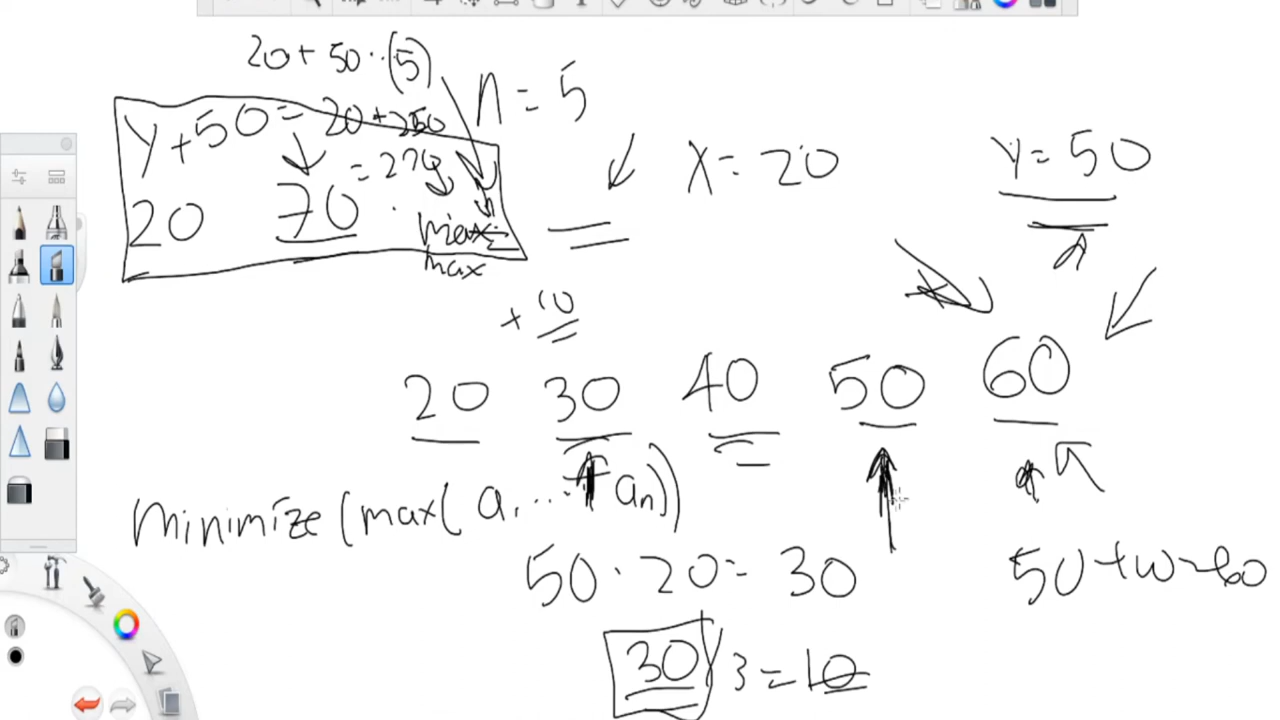 20 + 50 · (5)
n = 5
y + 50 = 20 + 250
= 270
x = 20
y = 50
20 70 max
max
+ 10
20 30 40 50 60
minimize (max( a, .... an))
50 · 20 = 30
50 + 10 = 60
30 / 3 = 10